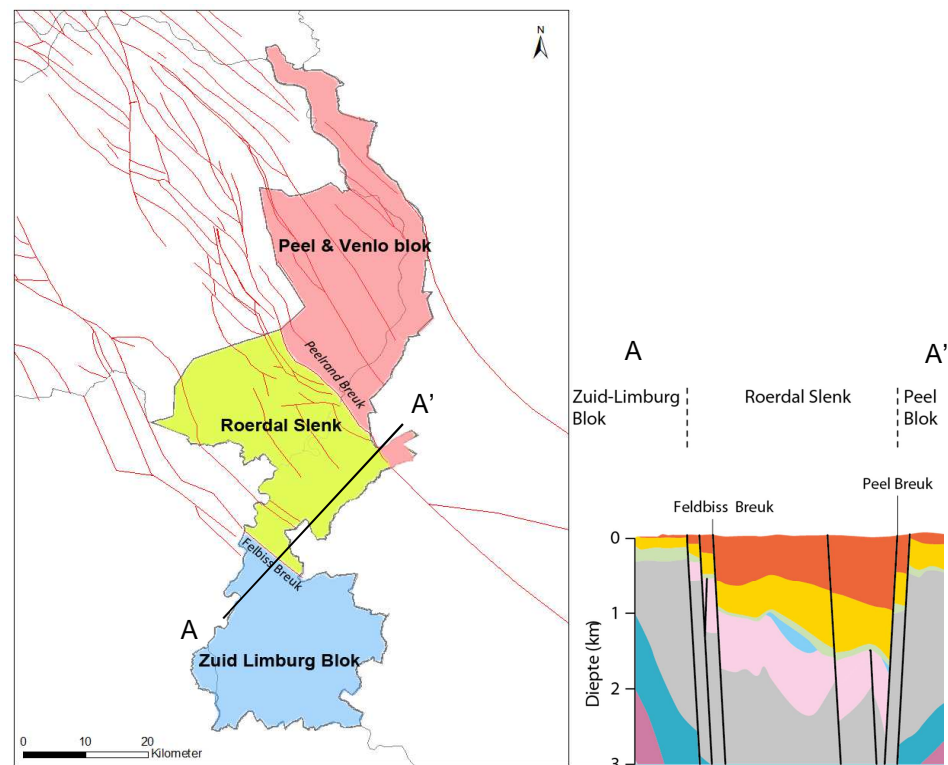 N
Peel & Venlo blok
Peelrand Breuk
A'
Roerdal Slenk
Felbiss Breuk
A
Zuid Limburg Blok
0 10 20
Kilometer
A A’
Zuid-Limburg
Blok
Roerdal Slenk
Peel
Blok
Peel Breuk
Feldbiss Breuk
0
1
2
3
Diepte (km)